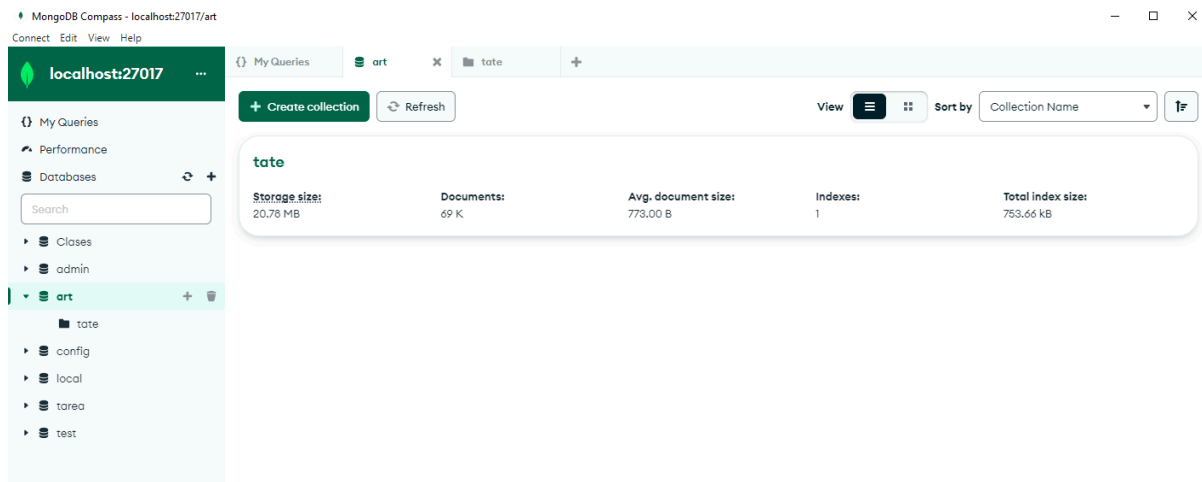 MongoDB Compass - localhost:27017/art
Connect Edit View Help
localhost:27017 ...
{} My Queries
art
tate
My Queries
Performance
Databases
Search
Clases
admin
art
tate
config
local
tarea
test
+ Create collection
Refresh
View
Sort by
Collection Name
tate
Storage size: Documents: Avg. document size: Indexes: Total index size:
20.78 MB 69 K 773.00 B 1 753.66 kB